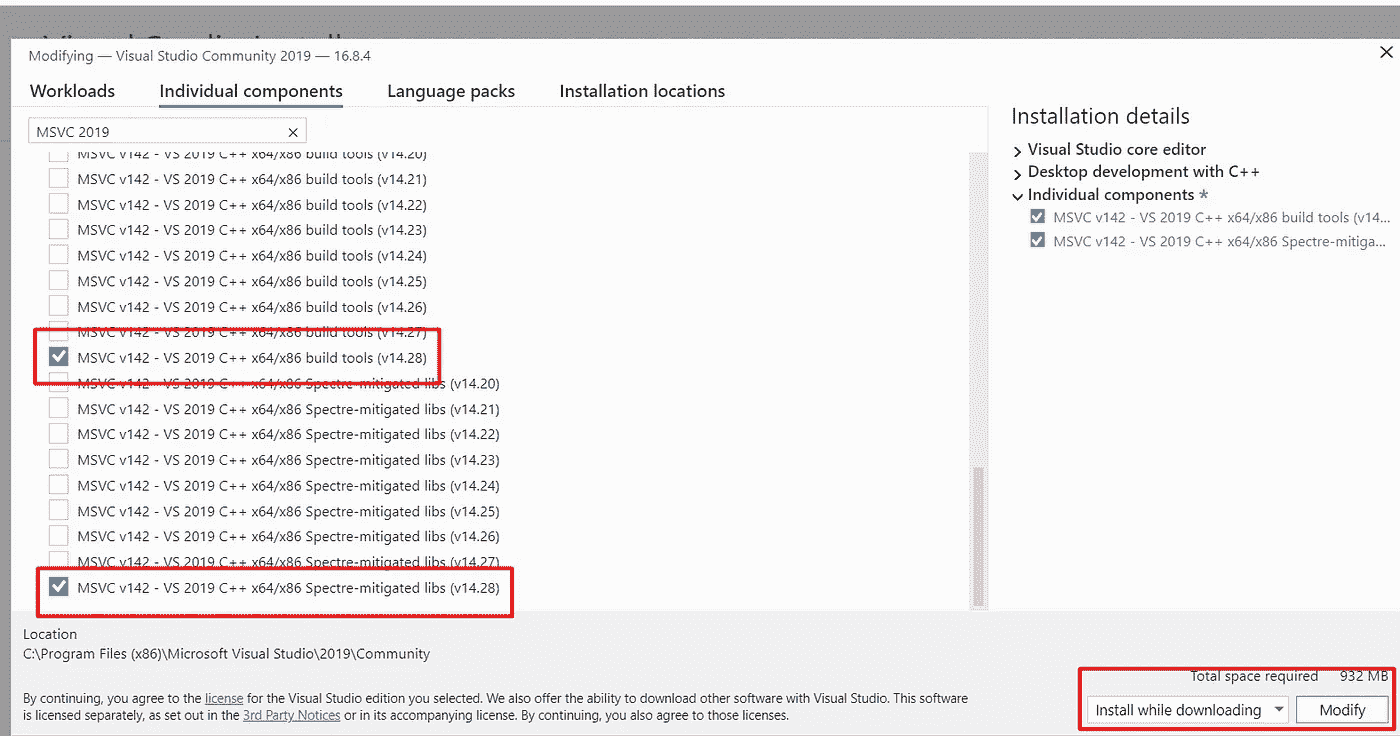 Modifying — Visual Studio Community 2019 — 16.8.4
Workloads Individual components Language packs Installation locations
MSVC 2019
MSVC v142 - VS 2019 C++ x64/x86 build tools (v14.20)
MSVC v142 - VS 2019 C++ x64/x86 build tools (v14.21)
MSVC v142 - VS 2019 C++ x64/x86 build tools (v14.22)
MSVC v142 - VS 2019 C++ x64/x86 build tools (v14.23)
MSVC v142 - VS 2019 C++ x64/x86 build tools (v14.24)
MSVC v142 - VS 2019 C++ x64/x86 build tools (v14.25)
MSVC v142 - VS 2019 C++ x64/x86 build tools (v14.26)
MSVC v142 - VS 2019 C++ x64/x86 build tools (v14.27)
MSVC v142 - VS 2019 C++ x64/x86 build tools (v14.28)
MSVC v142 - VS 2019 C++ x64/x86 Spectre-mitigated libs (v14.20)
MSVC v142 - VS 2019 C++ x64/x86 Spectre-mitigated libs (v14.21)
MSVC v142 - VS 2019 C++ x64/x86 Spectre-mitigated libs (v14.22)
MSVC v142 - VS 2019 C++ x64/x86 Spectre-mitigated libs (v14.23)
MSVC v142 - VS 2019 C++ x64/x86 Spectre-mitigated libs (v14.24)
MSVC v142 - VS 2019 C++ x64/x86 Spectre-mitigated libs (v14.25)
MSVC v142 - VS 2019 C++ x64/x86 Spectre-mitigated libs (v14.26)
MSVC v142 - VS 2019 C++ x64/x86 Spectre-mitigated libs (v14.27)
MSVC v142 - VS 2019 C++ x64/x86 Spectre-mitigated libs (v14.28)
Installation details
Visual Studio core editor
Desktop development with C++
Individual components *
MSVC v142 - VS 2019 C++ x64/x86 build tools (v14...
MSVC v142 - VS 2019 C++ x64/x86 Spectre-mitiga...
Location
C:\Program Files (x86)\Microsoft Visual Studio\2019\Community
By continuing, you agree to the license for the Visual Studio edition you selected. We also offer the ability to download other software with Visual Studio. This software
is licensed separately, as set out in the 3rd Party Notices or in its accompanying license. By continuing, you also agree to those licenses.
Total space required 932 MB
Install while downloading Modify